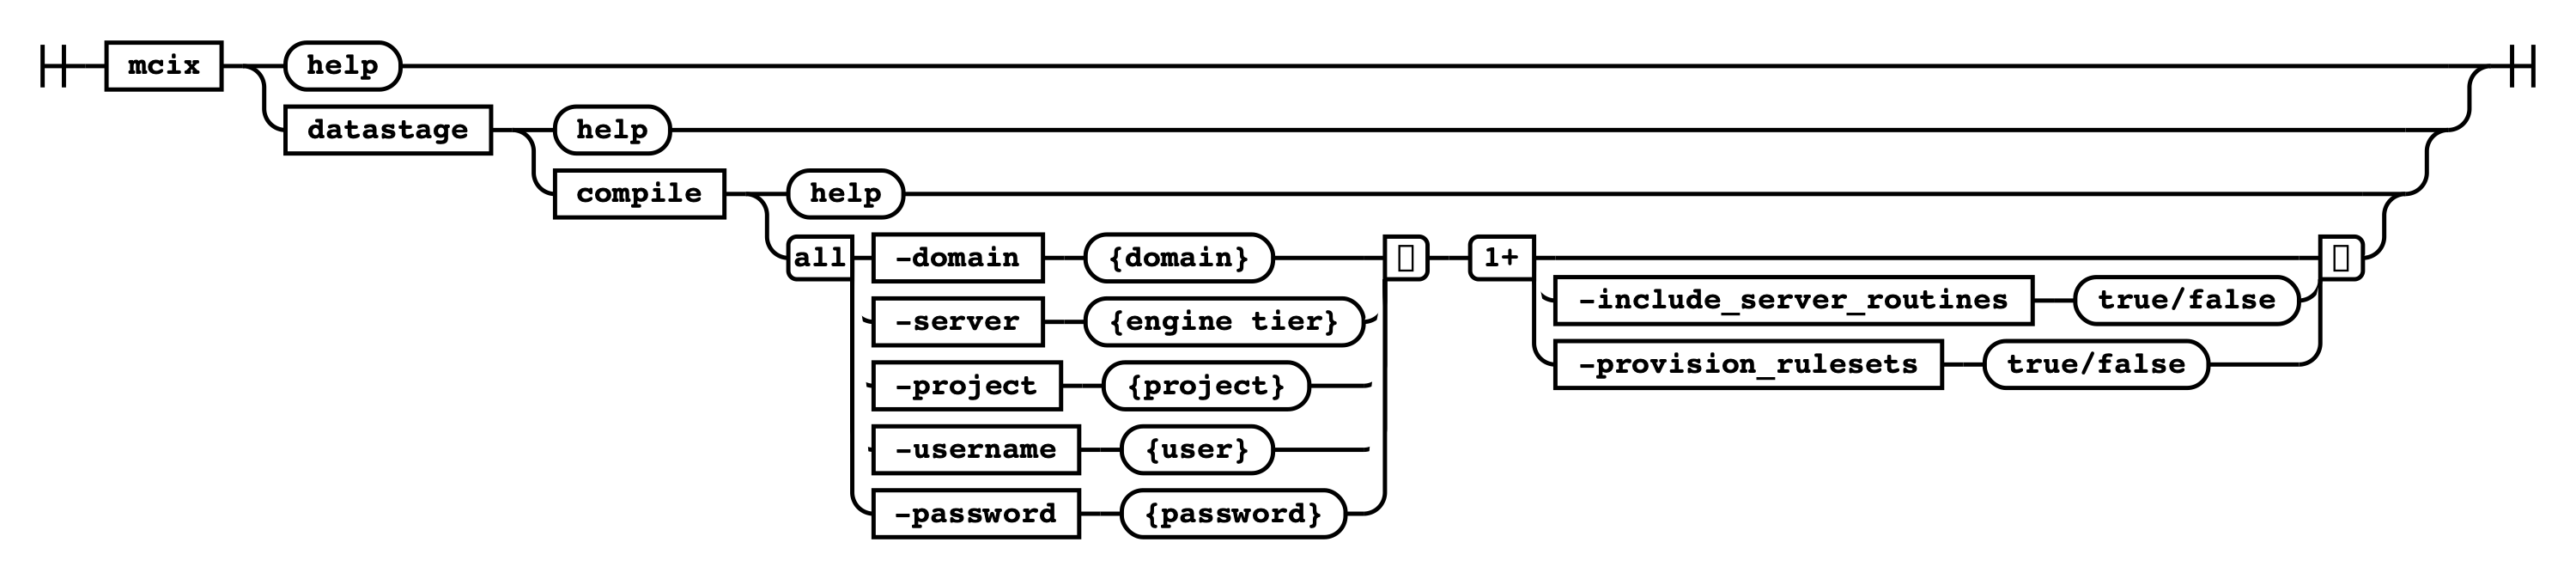 mcix help
datastage help
compile help
all -domain {domain} 1+
-include_server_routines true/false
-server {engine tier}
-provision_rulesets true/false
-project {project}
-username {user}
-password {password}